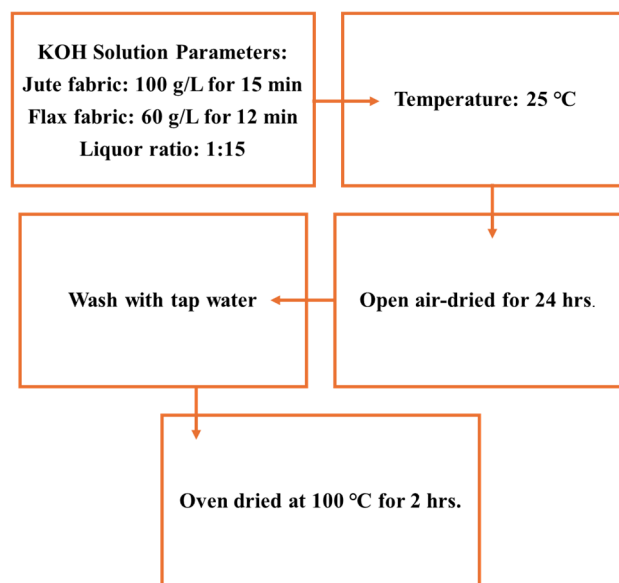 KOH Solution Parameters:
Jute fabric: 100 g/L for 15 min
Flax fabric: 60 g/L for 12 min
Liquor ratio: 1:15
Temperature: 25 °C
Open air-dried for 24 hrs.
Wash with tap water
Oven dried at 100 °C for 2 hrs.